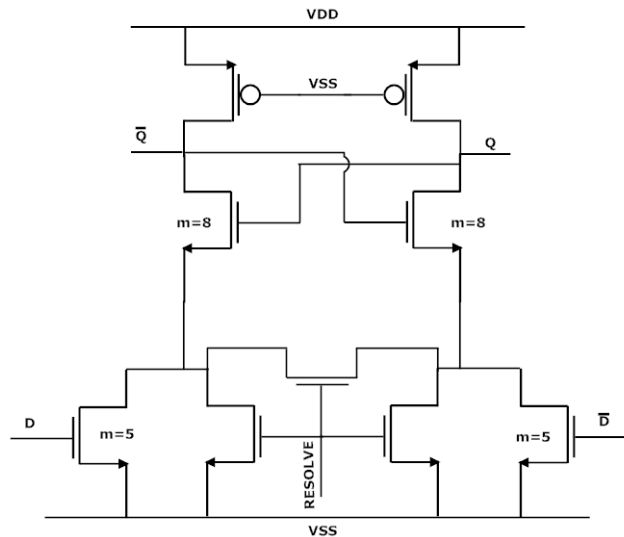 VDD
VSS
Q̅
Q
m=8
m=8
D
D̅
m=5
m=5
RESOLVE
VSS